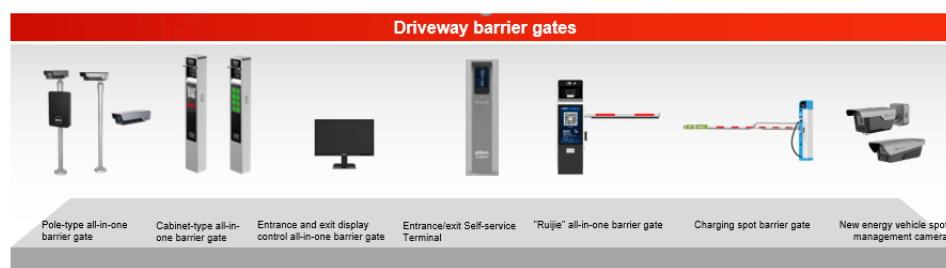 Driveway barrier gates
Pole-type all-in-one
barrier gate
Cabinet-type all-in-
one barrier gate
Entrance and exit display
control all-in-one barrier gate
Entrance/exit Self-service
Terminal
"Ruijie" all-in-one barrier gate
Charging spot barrier gate
New energy vehicle spot
management camera